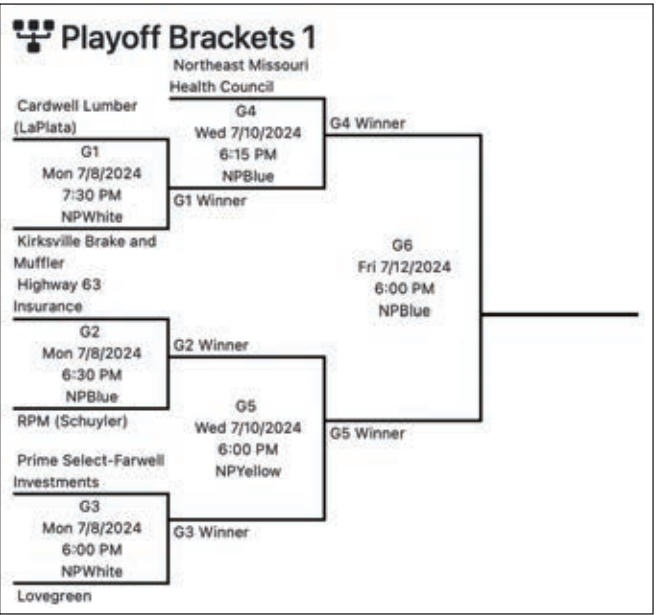 Playoff Brackets 1
Northeast Missouri
Health Council
Cardwell Lumber
(LaPlata)
G4
Wed 7/10/2024
6:15 PM
NPBlue
G4 Winner
G1
Mon 7/8/2024
7:30 PM
NPWhite
G1 Winner
Kirksville Brake and
Muffler
Highway 63
Insurance
G6
Fri 7/12/2024
6:00 PM
NPBlue
G2
Mon 7/8/2024
6:30 PM
NPBlue
G2 Winner
RPM (Schuyler)
G5
Wed 7/10/2024
6:00 PM
NPYellow
G5 Winner
Prime Select-Farwell
Investments
G3
Mon 7/8/2024
6:00 PM
NPWhite
G3 Winner
Lovegreen